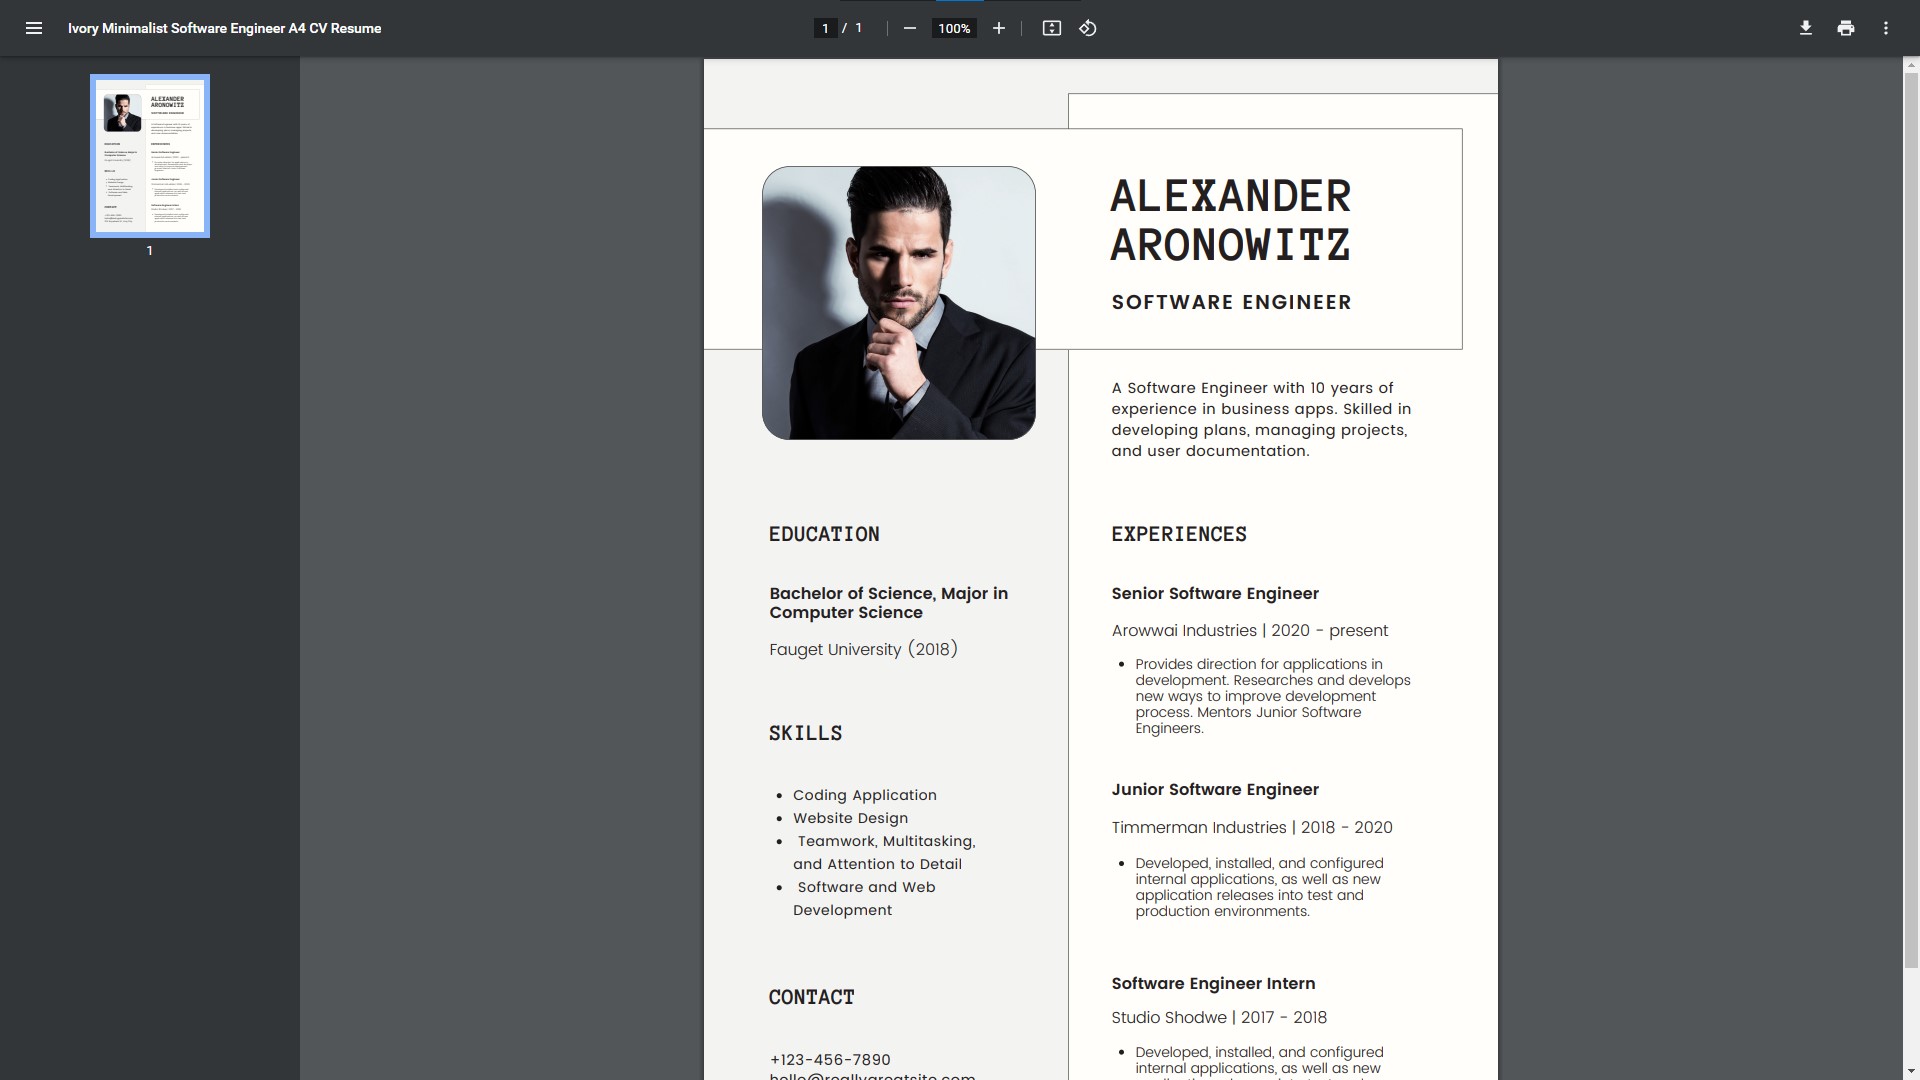 Ivory Minimalist Software Engineer A4 CV Resume
1 / 1
100%
1
ALEXANDER
ARONOWITZ
SOFTWARE ENGINEER
A Software Engineer with 10 years of
experience in business apps. Skilled in
developing plans, managing projects,
and user documentation.
EDUCATION
Bachelor of Science, Major in
Computer Science
Fauget University (2018)
SKILLS
• Coding Application
• Website Design
• Teamwork, Multitasking,
and Attention to Detail
• Software and Web
Development
CONTACT
+123-456-7890
hello@reallygreatsite.com
EXPERIENCES
Senior Software Engineer
Arowwai Industries | 2020 - present
• Provides direction for applications in
development. Researches and develops
new ways to improve development
process. Mentors Junior Software
Engineers.
Junior Software Engineer
Timmerman Industries | 2018 - 2020
• Developed, installed, and configured
internal applications, as well as new
application releases into test and
production environments.
Software Engineer Intern
Studio Shodwe | 2017 - 2018
• Developed, installed, and configured
internal applications, as well as new